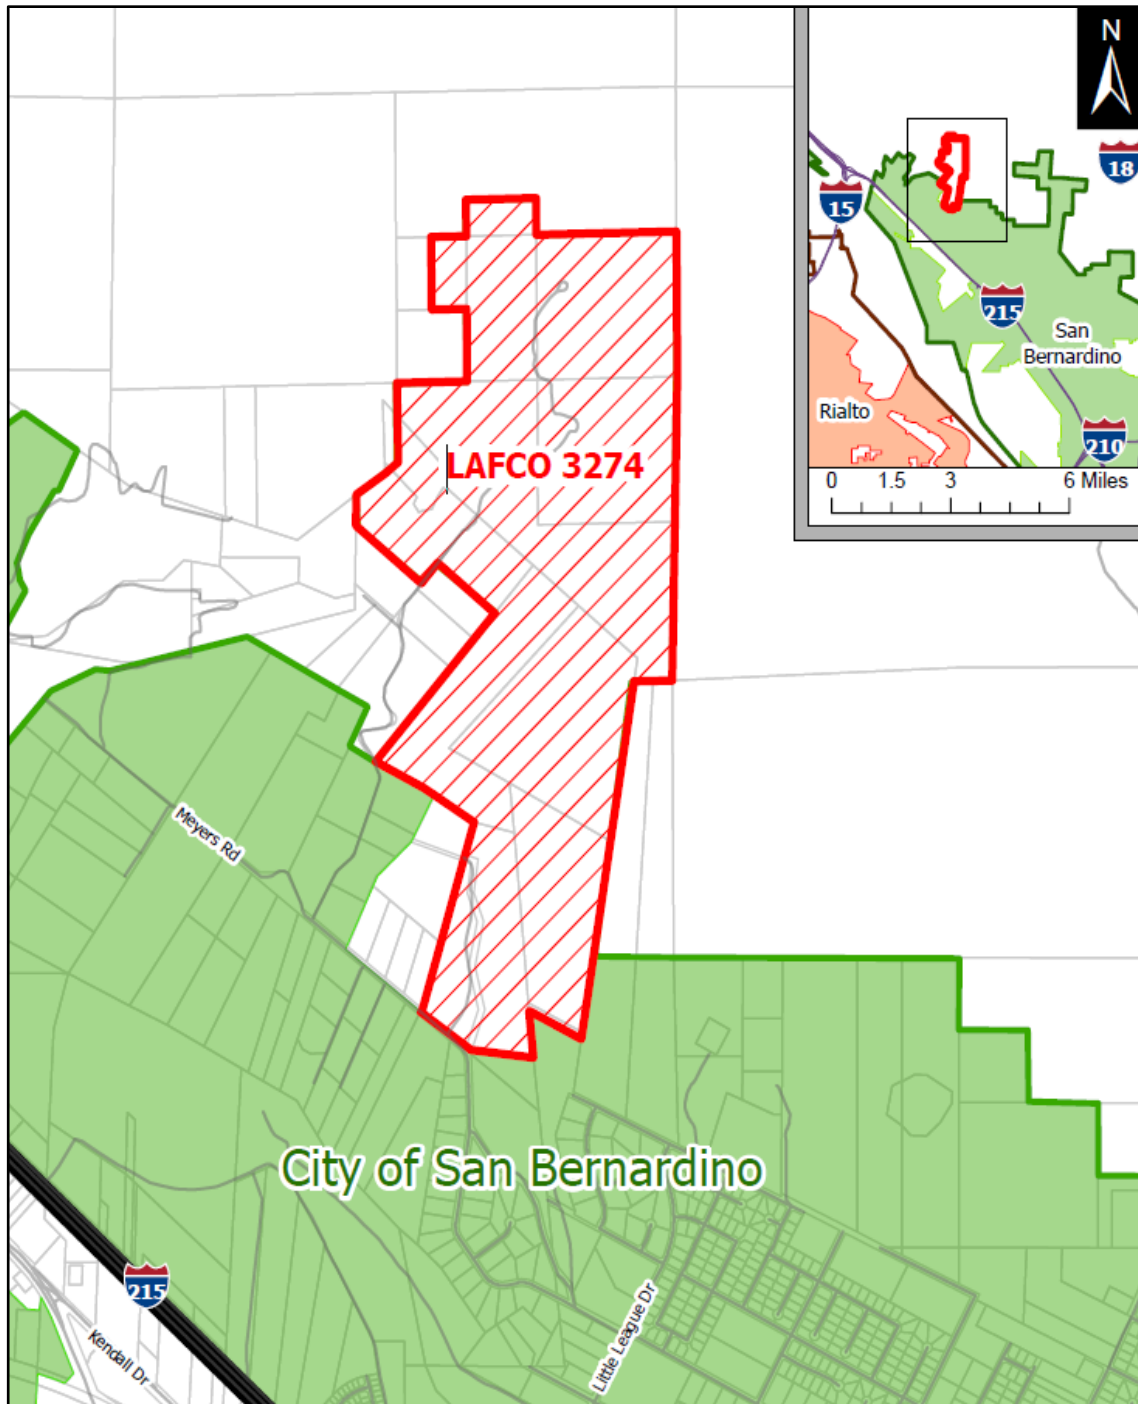 N
18
15
215
San
Bernardino
Rialto
210
0 1.5 3 6 Miles
LAFCO 3274
Meyers Rd
City of San Bernardino
215
Kendall Dr
Little League Dr